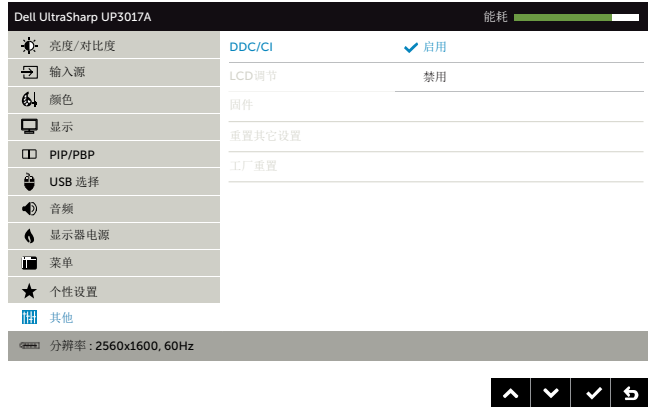 Dell UltraSharp UP3017A 能耗
亮度/对比度 DDC/CI 启用
输入源 LCD调节 禁用
颜色 固件
显示 重置其它设置
PIP/PBP 工厂重置
USB 选择
音频
显示器电源
菜单
个性设置
其他
分辨率 : 2560x1600, 60Hz